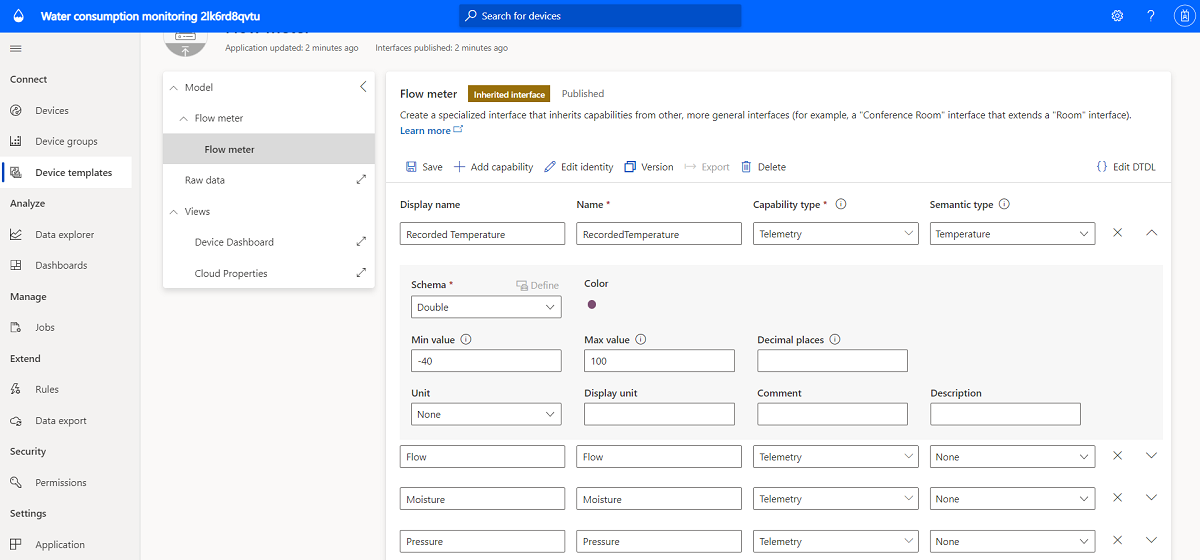 Water consumption monitoring 2lk6rd8qvtu
Search for devices
Application updated: 2 minutes ago Interfaces published: 2 minutes ago
Connect
Devices
Device groups
Device templates
Analyze
Data explorer
Dashboards
Manage
Jobs
Extend
Rules
Data export
Security
Permissions
Settings
Application
Model
Flow meter
Flow meter
Raw data
Views
Device Dashboard
Cloud Properties
Flow meter Inherited interface Published
Create a specialized interface that inherits capabilities from other, more general interfaces (for example, a "Conference Room" interface that extends a "Room" interface).
Learn more
Save Add capability Edit identity Version Export Delete {} Edit DTDL
Display name Name * Capability type * Semantic type
Recorded Temperature RecordedTemperature Telemetry Temperature
Schema * Define Color
Double
Min value Max value Decimal places
-40 100
Unit Display unit Comment Description
None
Flow Flow Telemetry None
Moisture Moisture Telemetry None
Pressure Pressure Telemetry None